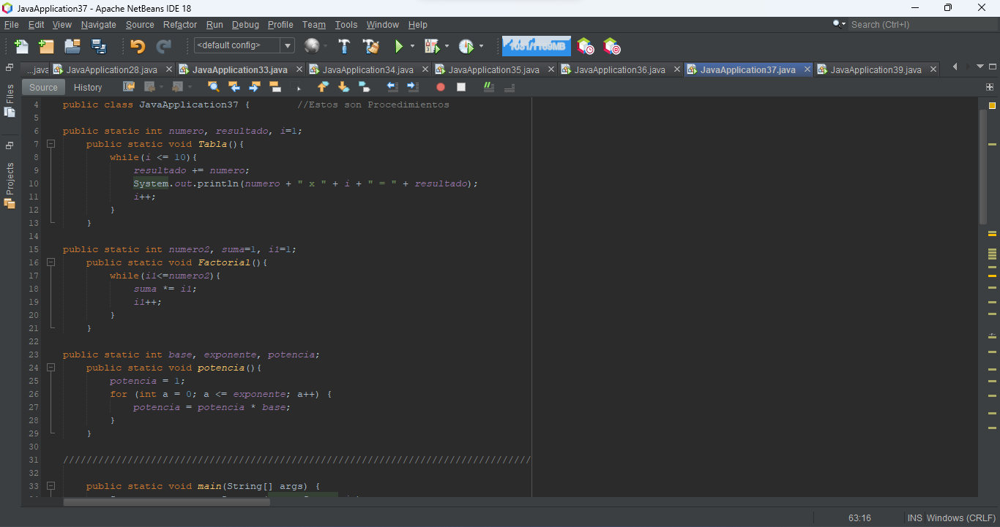 JavaApplication37 - Apache NetBeans IDE 18
File Edit View Navigate Source Refactor Run Debug Profile Team Tools Window Help
Search (Ctrl+I)
<default config>
...java JavaApplication28.java JavaApplication33.java JavaApplication34.java JavaApplication35.java JavaApplication36.java JavaApplication37.java JavaApplication39.java
Files
Projects
Source History
4 public class JavaApplication37 { //Estos son Procedimientos
5
6 public static int numero, resultado, i=1;
7 public static void Tabla(){
8 while(i <= 10){
9 resultado += numero;
10 System.out.println(numero + " x " + i + " = " + resultado);
11 i++;
12 }
13 }
14
15 public static int numero2, suma=1, i1=1;
16 public static void Factorial(){
17 while(i1<=numero2){
18 suma *= i1;
19 i1++;
20 }
21 }
22
23 public static int base, exponente, potencia;
24 public static void potencia(){
25 potencia = 1;
26 for (int a = 0; a <= exponente; a++) {
27 potencia = potencia * base;
28 }
29 }
30
31 ////////////////////////////////////////////////////////////////////////////////
32
33 public static void main(String[] args) {
63:16 INS Windows (CRLF)